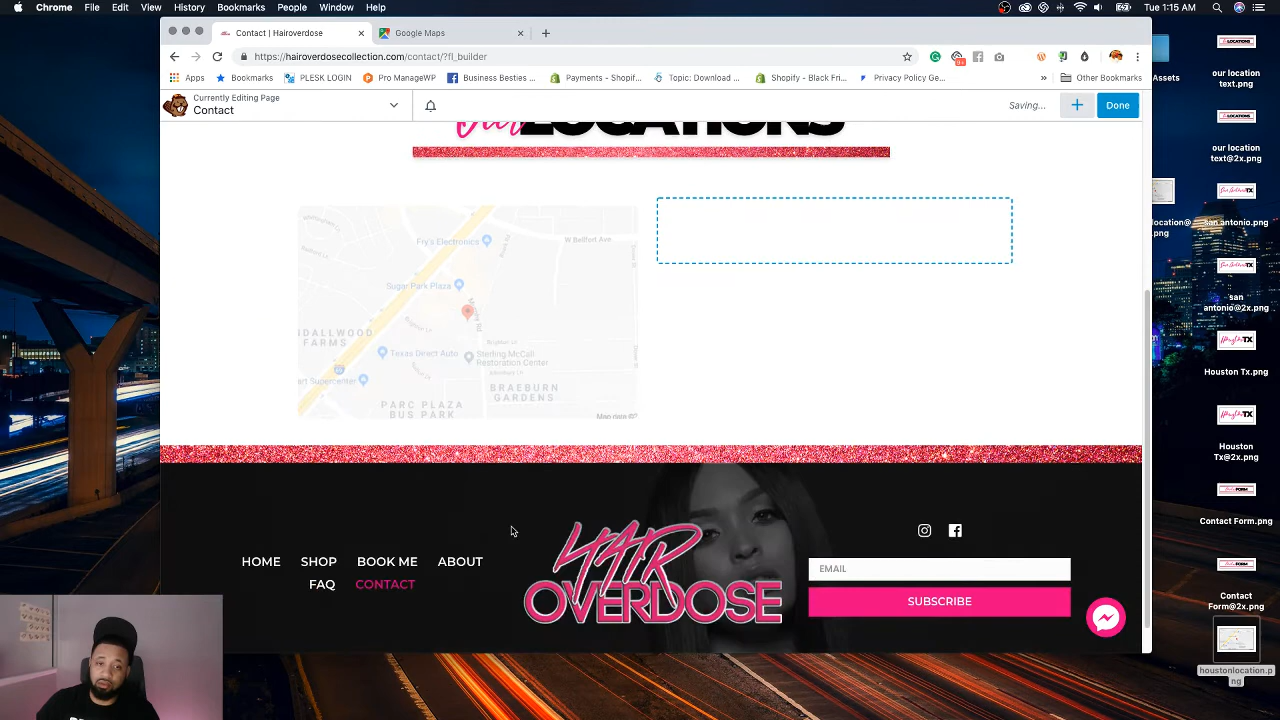 Chrome File Edit View History Bookmarks People Window Help
Fri 1:15 AM
Contact | Hairoverdose
Google Maps
https://hairoverdosecollection.com/contact/?fl_builder
Apps Bookmarks PLESK LOGIN Pro ManageWP Business Besties ... Payments - Shopif... Topic: Download ... Shopify - Black Fri... Privacy Policy Ge... » Other Bookmarks
Assets
Currently Editing Page
Contact
Saving...
Done
Our LOCATIONS
Fry's Electronics
W Bellfort Ave
Sugar Park Plaza
Texas Direct Auto
Sterling McCall
Restoration Center
BRAEBURN
GARDENS
PARC PLAZA
BUS PARK
HOME SHOP BOOK ME ABOUT
FAQ CONTACT
HAIR
OVERDOSE
EMAIL
SUBSCRIBE
our location
text.png
our location
text@2x.png
san antonio.png
san
antonio@2x.png
Houston Tx.png
Houston
Tx@2x.png
Contact Form.png
Contact
Form@2x.png
houstonlocation.p
ng